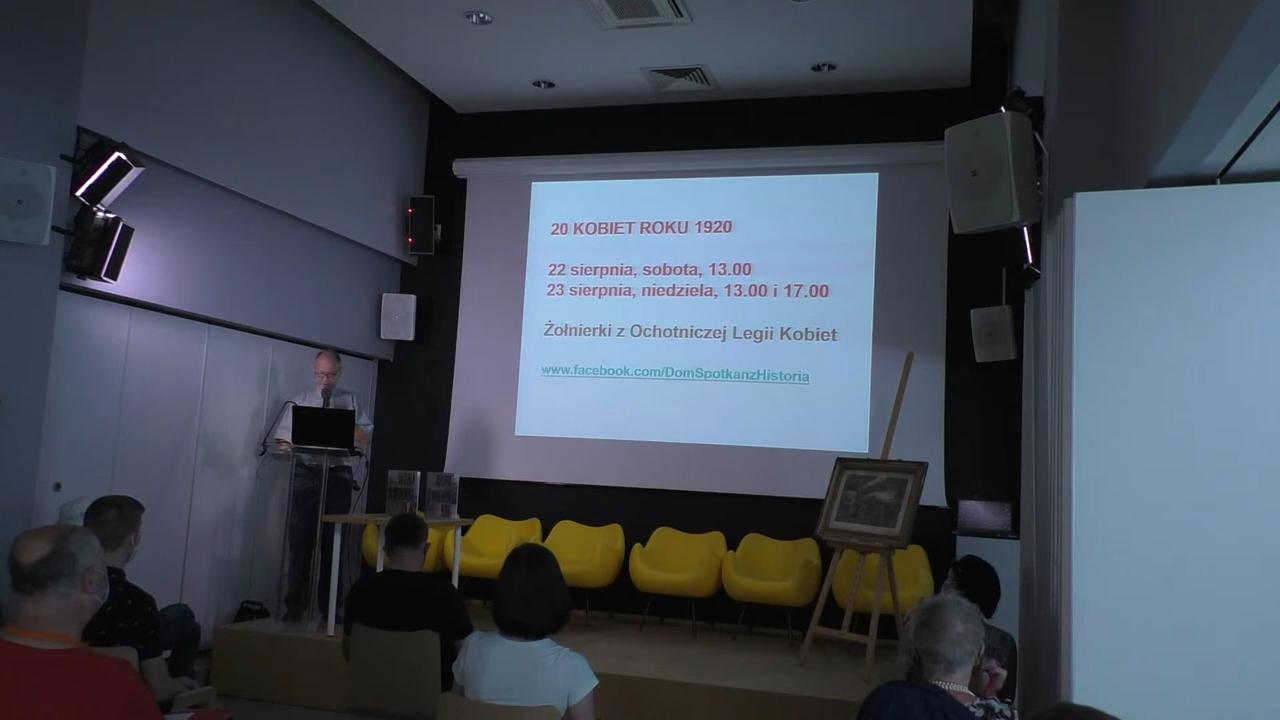 20 KOBIET ROKU 1920
22 sierpnia, sobota, 13.00
23 sierpnia, niedziela, 13.00 i 17.00
Żołnierki z Ochotniczej Legii Kobiet
www.facebook.com/DomSpotkanzHistoria